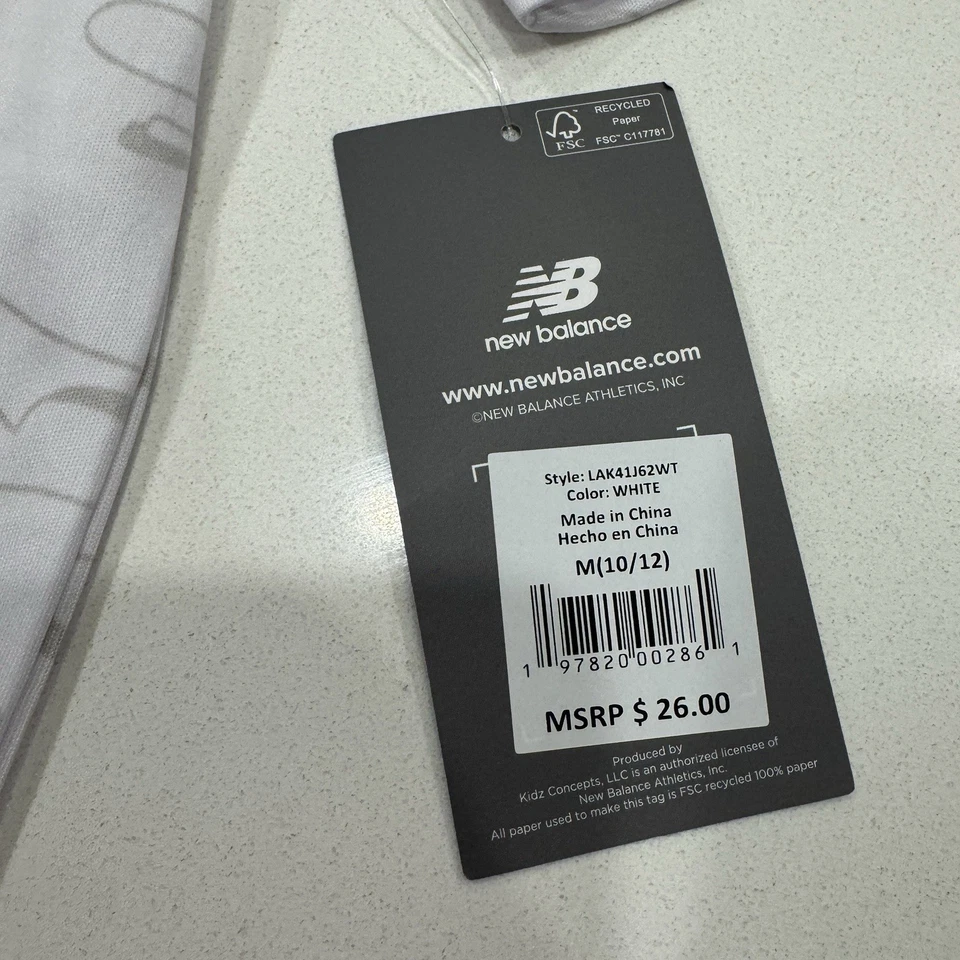 RECYCLED
Paper
FSC™ C117781
FSC
NB
new balance
www.newbalance.com
©NEW BALANCE ATHLETICS, INC
Style: LAK41J62WT
Color: WHITE
Made in China
Hecho en China
M(10/12)
1 97820 00286 1
MSRP $ 26.00
Produced by
Kidz Concepts, LLC is an authorized licensee of
New Balance Athletics, Inc.
All paper used to make this tag is FSC recycled 100% paper